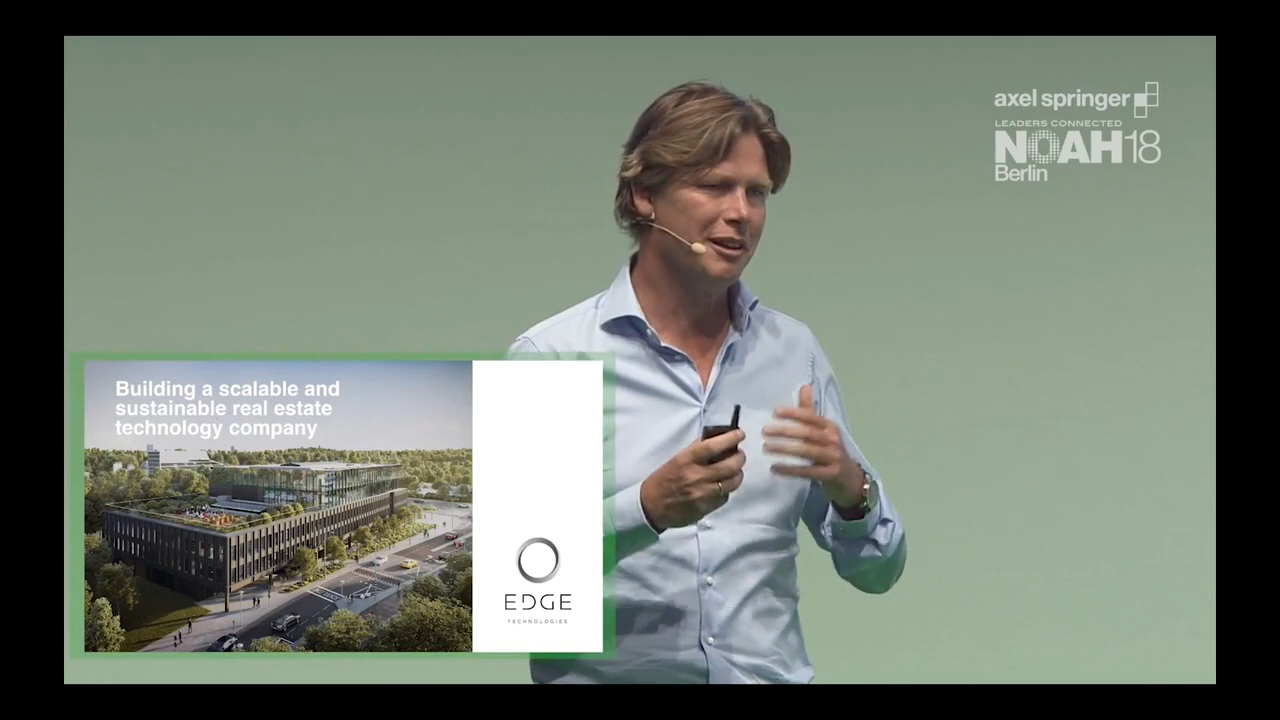 axel springer
LEADERS CONNECTED
NOAH18
Berlin
Building a scalable and
sustainable real estate
technology company
EDGE
TECHNOLOGIES